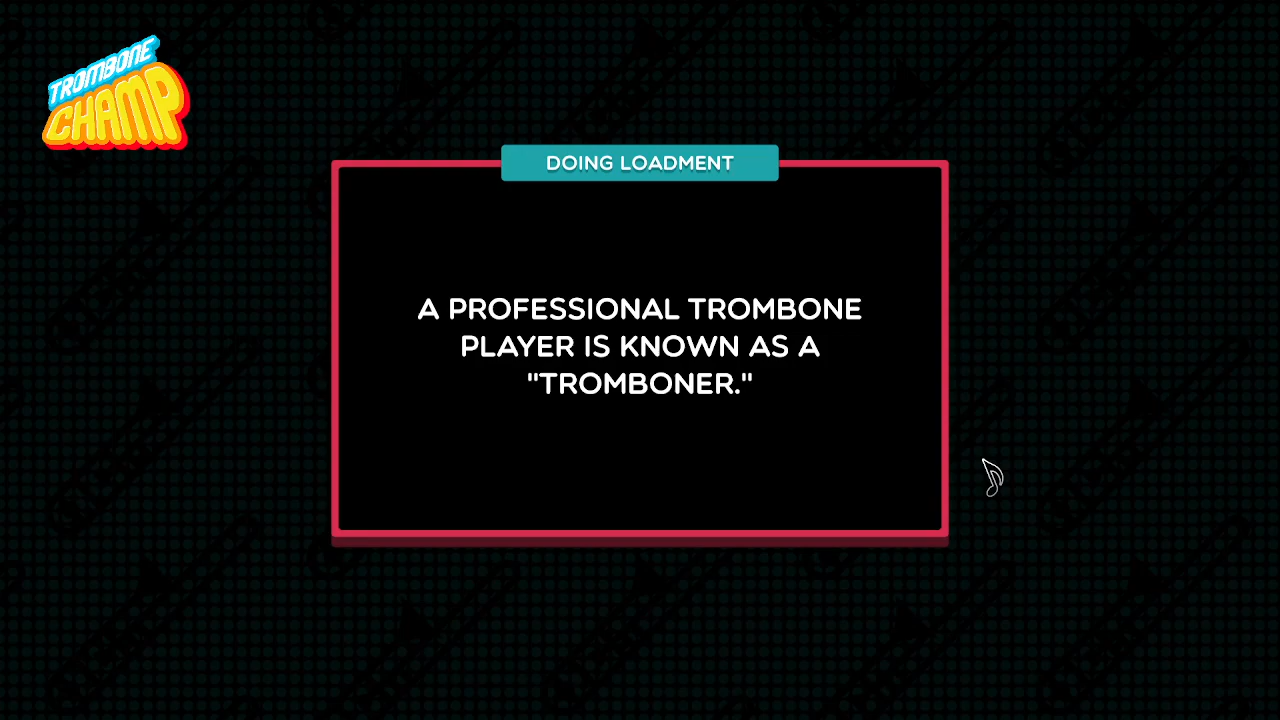 TROMBONE
CHAMP
DOING LOADMENT
A PROFESSIONAL TROMBONE
PLAYER IS KNOWN AS A
"TROMBONER."